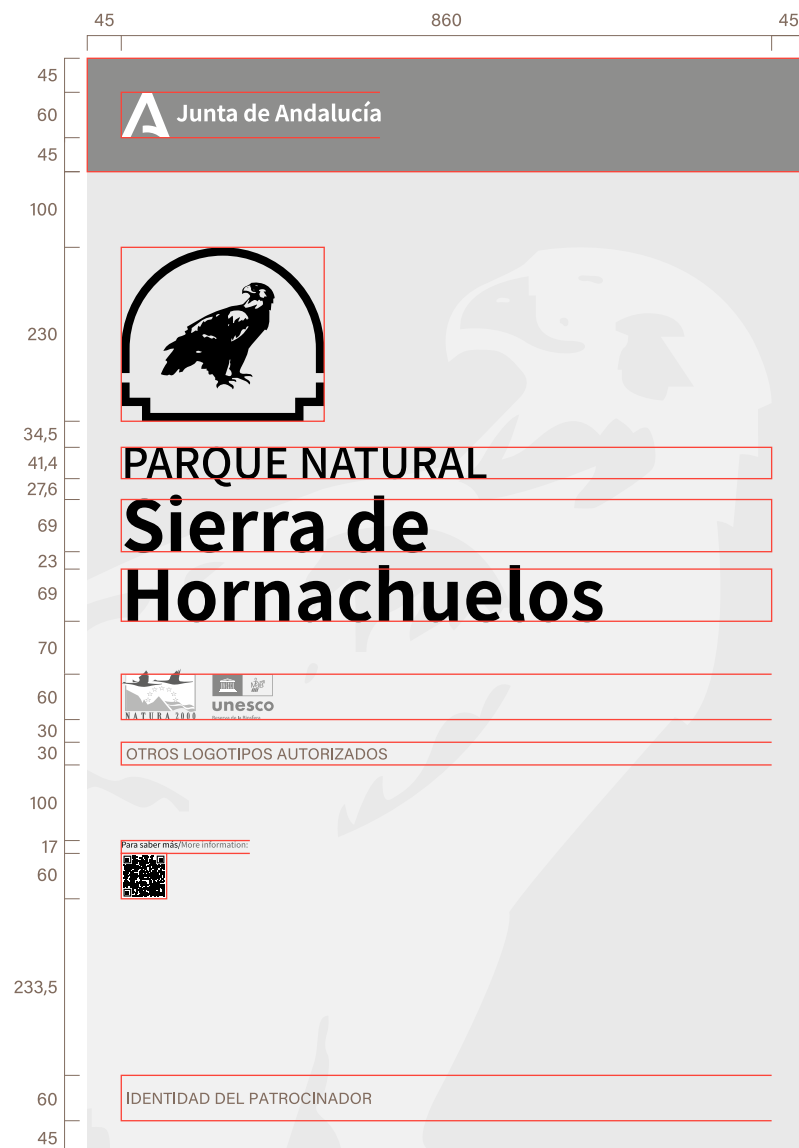 45 860 45
45
60
Junta de Andalucía
45
100
230
34,5
PARQUE NATURAL
41,4
27,6
Sierra de
69
23
Hornachuelos
69
70
60
NATURA 2000
unesco
30
30
OTROS LOGOTIPOS AUTORIZADOS
100
17
Para saber más/More information:
60
233,5
60
IDENTIDAD DEL PATROCINADOR
45